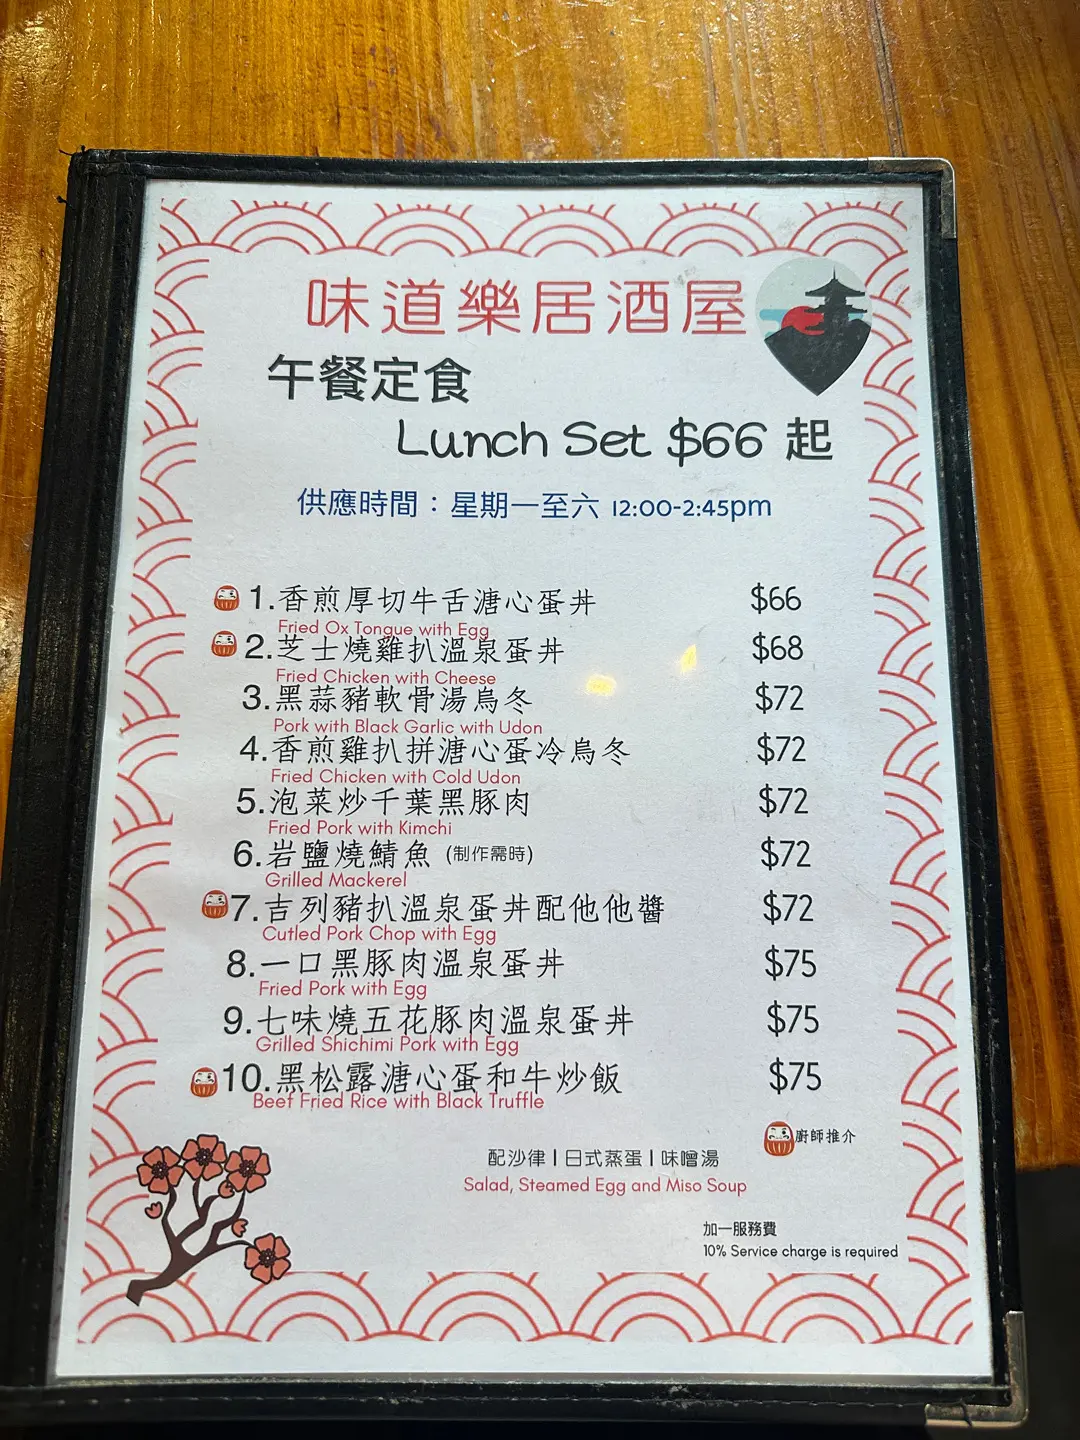 味道樂居酒屋
午餐定食
Lunch Set $66 起
供應時間：星期一至六 12:00-2:45pm
1.香煎厚切牛舌溏心蛋丼 $66
Fried Ox Tongue with Egg
2.芝士燒雞扒溫泉蛋丼 $68
Fried Chicken with Cheese
3.黑蒜豬軟骨湯烏冬 $72
Pork with Black Garlic with Udon
4.香煎雞扒拼溏心蛋冷烏冬 $72
Fried Chicken with Cold Udon
5.泡菜炒千葉黑豚肉 $72
Fried Pork with Kimchi
6.岩鹽燒鯖魚 (制作需時) $72
Grilled Mackerel
7.吉列豬扒溫泉蛋丼配他他醬 $72
Cutled Pork Chop with Egg
8.一口黑豚肉溫泉蛋丼 $75
Fried Pork with Egg
9.七味燒五花豚肉溫泉蛋丼 $75
Grilled Shichimi Pork with Egg
10.黑松露溏心蛋和牛炒飯 $75
Beef Fried Rice with Black Truffle
廚師推介
配沙律 | 日式蒸蛋 | 味噌湯
Salad, Steamed Egg and Miso Soup
加一服務費
10% Service charge is required